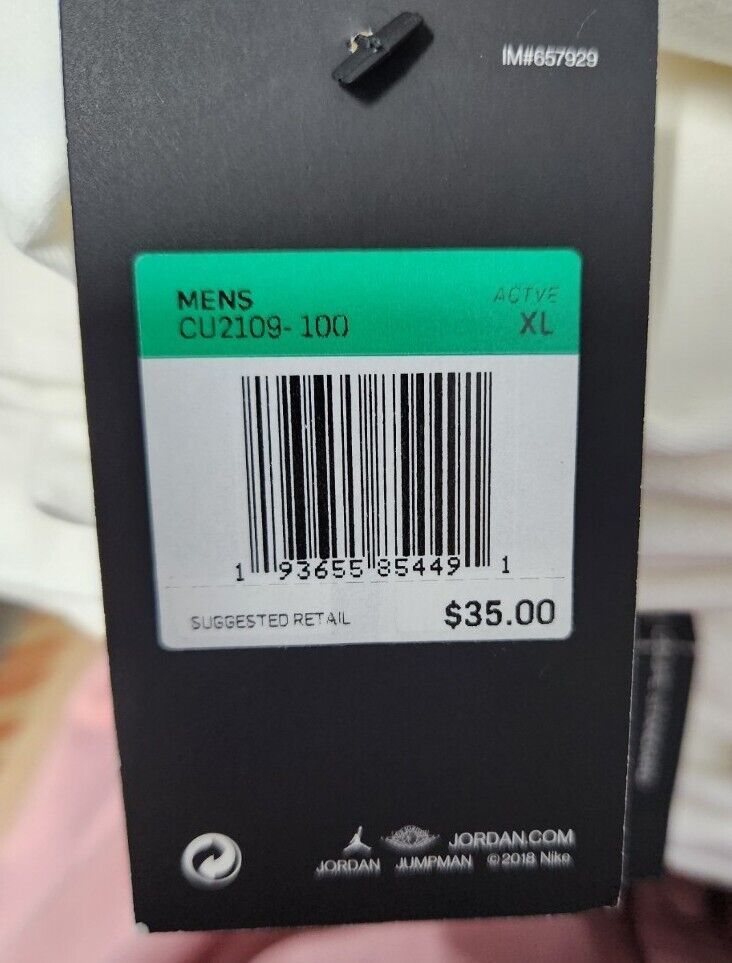 IM#657929
MENS
ACTVE
CU2109-100
XL
1 93655 85449 1
SUGGESTED RETAIL
$35.00
JORDAN.COM
JORDAN JUMPMAN ©2018 Nike